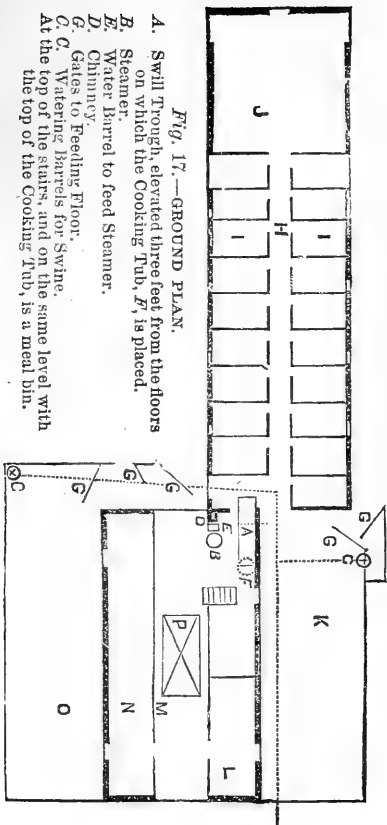 Fig. 17.—GROUND PLAN.
A. Swill Trough, elevated three feet from the floors
on which the Cooking Tub, F, is placed.
B. Steamer.
E. Water Barrel to feed Steamer.
D. Chimney.
G. Gates to Feeding Floor.
C. C. Watering Barrels for Swine.
At the top of the stairs, and on the same level with
the top of the Cooking Tub, is a meal bin.
J
H
I
I
G
G
C
K
A
F
E
B
D
G
G
G
C
L
P
M
N
O